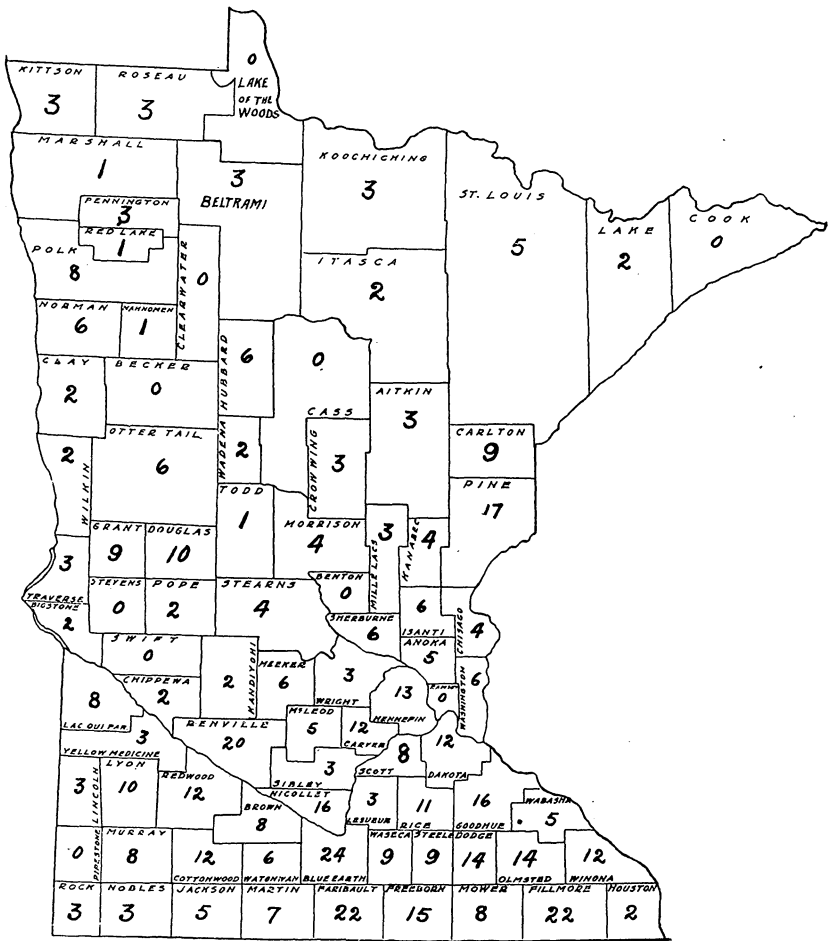 0
LAKE
OF THE
WOODS
KITTSON
3
ROSEAU
3
MARSHALL
1
3
BELTRAMI
KOOCHICHING
3
ST. LOUIS
5
LAKE
2
COOK
0
PENNINGTON
3
RED LAKE
1
POLK
8
CLEARWATER
0
ITASCA
2
NORMAN
6
MAHNOMEN
1
HUBBARD
6
0
CASS
CLAY
2
BECKER
0
AITKIN
3
WADENA
2
CROW WING
3
CARLTON
9
OTTER TAIL
6
2
WILKIN
PINE
17
TODD
1
MORRISON
4
3
MILLE LACS
KANABEC
4
GRANT
9
DOUGLAS
10
3
TRAVERSE
STEVENS
0
POPE
2
STEARNS
4
BENTON
0
6
ISANTI
CHISAGO
4
BIGSTONE
2
SHERBURNE
6
ANOKA
5
SWIFT
0
2
KANDIYOHI
MEEKER
6
3
WRIGHT
13
HENNEPIN
0
WASHINGTON
6
CHIPPEWA
2
8
LAC QUI PAR
RENVILLE
20
McLEOD
5
12
CARVER
8
SCOTT
12
DAKOTA
3
YELLOW MEDICINE
3
SIBLEY
3
LINCOLN
LYON
10
REDWOOD
12
NICOLLET
16
BROWN
8
3
LESUEUR
11
RICE
16
GOODHUE
WABASHA
5
0
PIPESTONE
MURRAY
8
12
COTTONWOOD
6
WATONWAN
24
BLUE EARTH
WASECA
9
STEELE
9
DODGE
14
14
OLMSTED
12
WINONA
ROCK
3
NOBLES
3
JACKSON
5
MARTIN
7
FARIBAULT
22
FREEBORN
15
MOWER
8
FILLMORE
22
HOUSTON
2